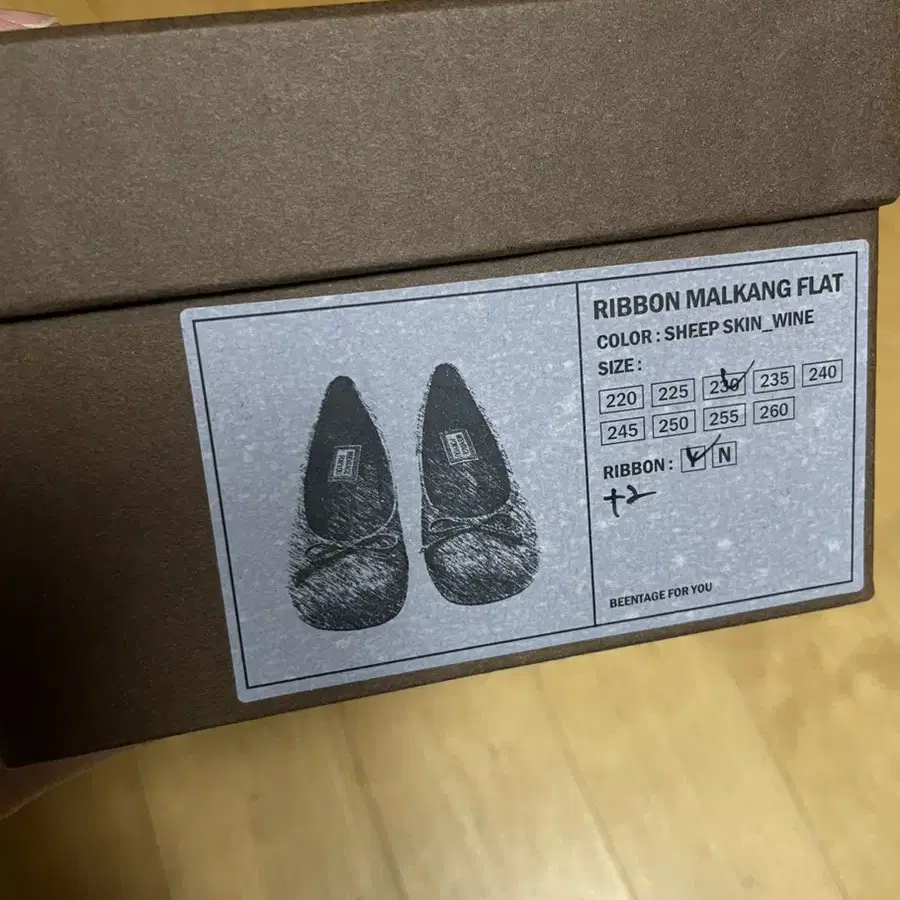 RIBBON MALKANG FLAT
COLOR : SHEEP SKIN_WINE
SIZE :
220 225 230 235 240
245 250 255 260
RIBBON : Y N
+2
BEENTAGE FOR YOU